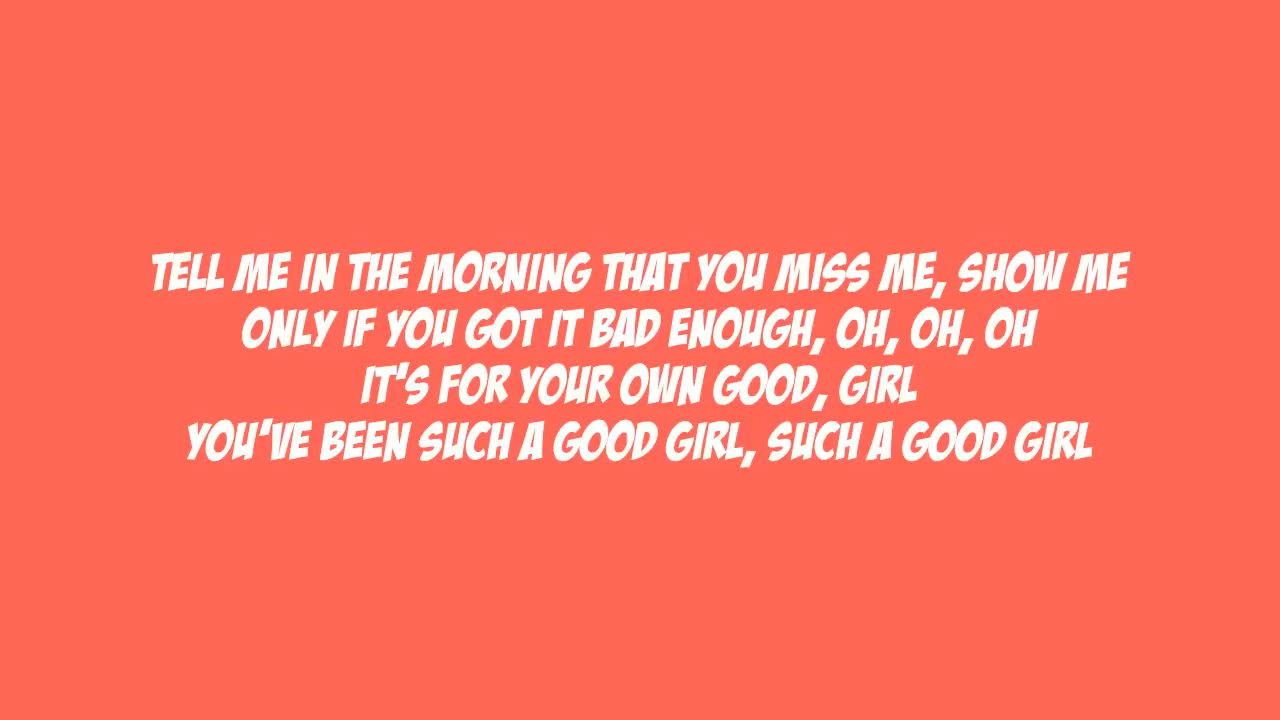 TELL ME IN THE MORNING THAT YOU MISS ME, SHOW ME
ONLY IF YOU GOT IT BAD ENOUGH, OH, OH, OH
IT'S FOR YOUR OWN GOOD, GIRL
YOU'VE BEEN SUCH A GOOD GIRL, SUCH A GOOD GIRL